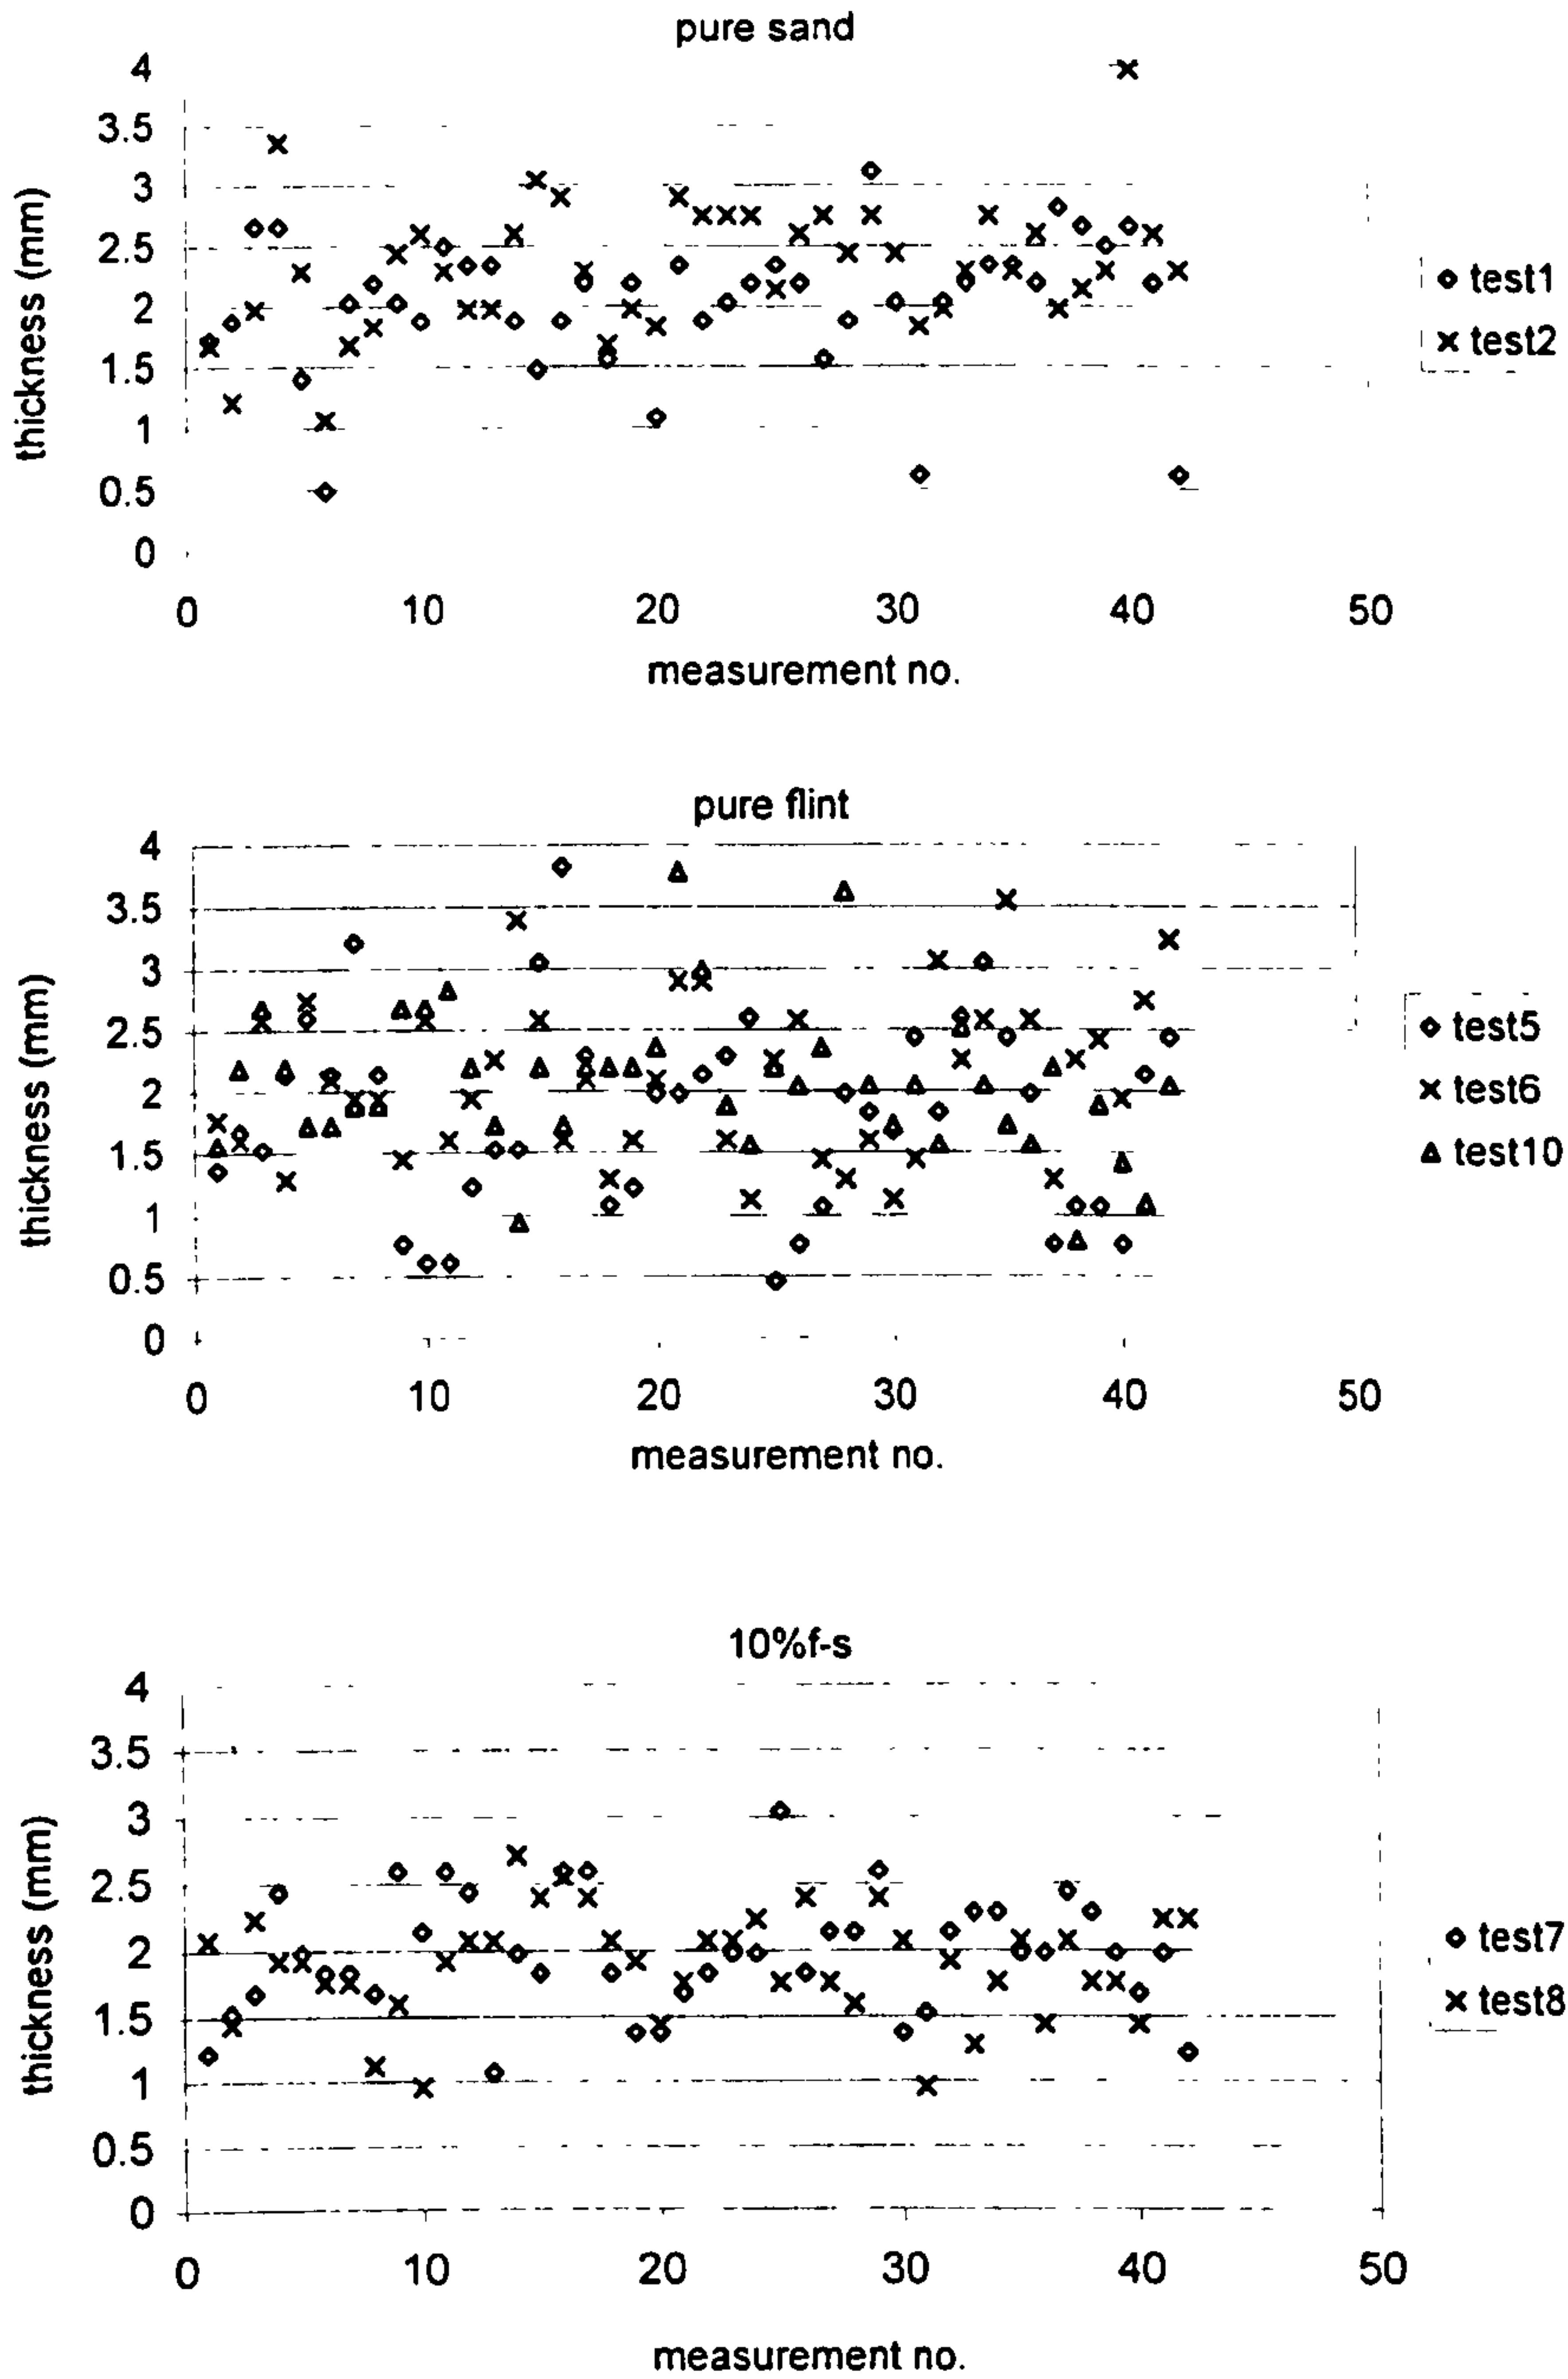 pure sand
thickness (mm)
4
3.5
3
2.5
2
1.5
1
0.5
0
0 10 20 30 40 50
measurement no.
test1
test2
pure flint
thickness (mm)
4
3.5
3
2.5
2
1.5
1
0.5
0
0 10 20 30 40 50
measurement no.
test5
test6
test10
10%f-s
thickness (mm)
4
3.5
3
2.5
2
1.5
1
0.5
0
0 10 20 30 40 50
measurement no.
test7
test8